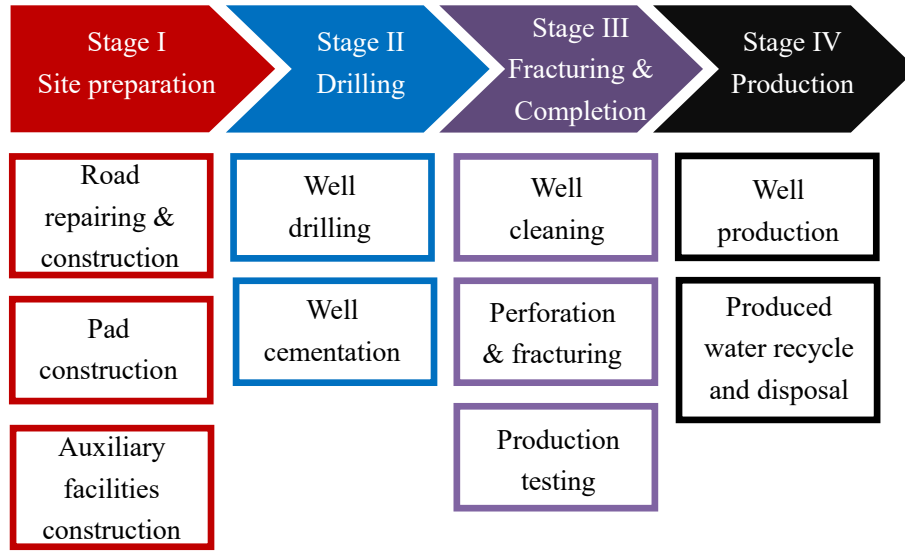 Stage I
Site preparation
Stage II
Drilling
Stage III
Fracturing &
Completion
Stage IV
Production
Road
repairing &
construction
Pad
construction
Auxiliary
facilities
construction
Well
drilling
Well
cementation
Well
cleaning
Perforation
& fracturing
Production
testing
Well
production
Produced
water recycle
and disposal